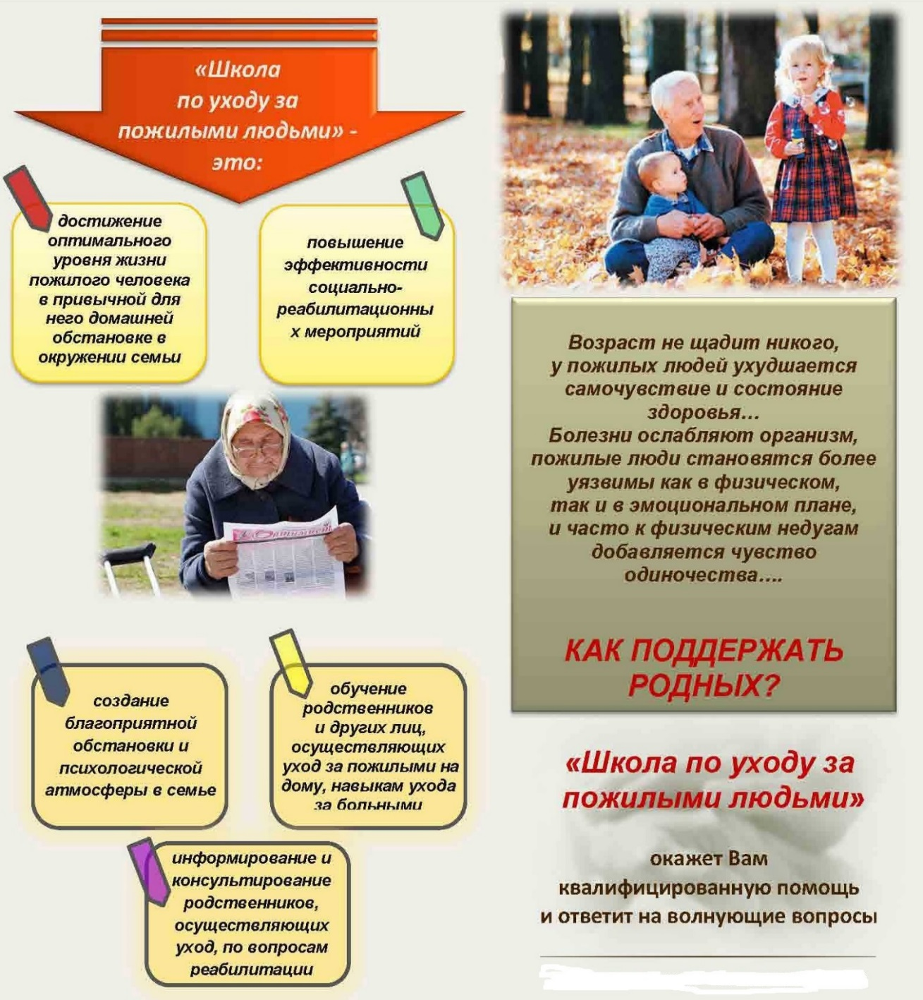 «Школа
по уходу за
пожилыми людьми» -
это:
достижение
оптимального
уровня жизни
пожилого человека
в привычной для
него домашней
обстановке в
окружении семьи
повышение
эффективности
социально-
реабилитационны
х мероприятий
Оптимист
создание
благоприятной
обстановки и
психологической
атмосферы в семье
обучение
родственников
и других лиц,
осуществляющих
уход за пожилыми на
дому, навыкам ухода
за больными
информирование и
консультирование
родственников,
осуществляющих
уход, по вопросам
реабилитации
Возраст не щадит никого,
у пожилых людей ухудшается
самочувствие и состояние
здоровья...
Болезни ослабляют организм,
пожилые люди становятся более
уязвимы как в физическом,
так и в эмоциональном плане,
и часто к физическим недугам
добавляется чувство
одиночества....
КАК ПОДДЕРЖАТЬ
РОДНЫХ?
«Школа по уходу за
пожилыми людьми»
окажет Вам
квалифицированную помощь
и ответит на волнующие вопросы